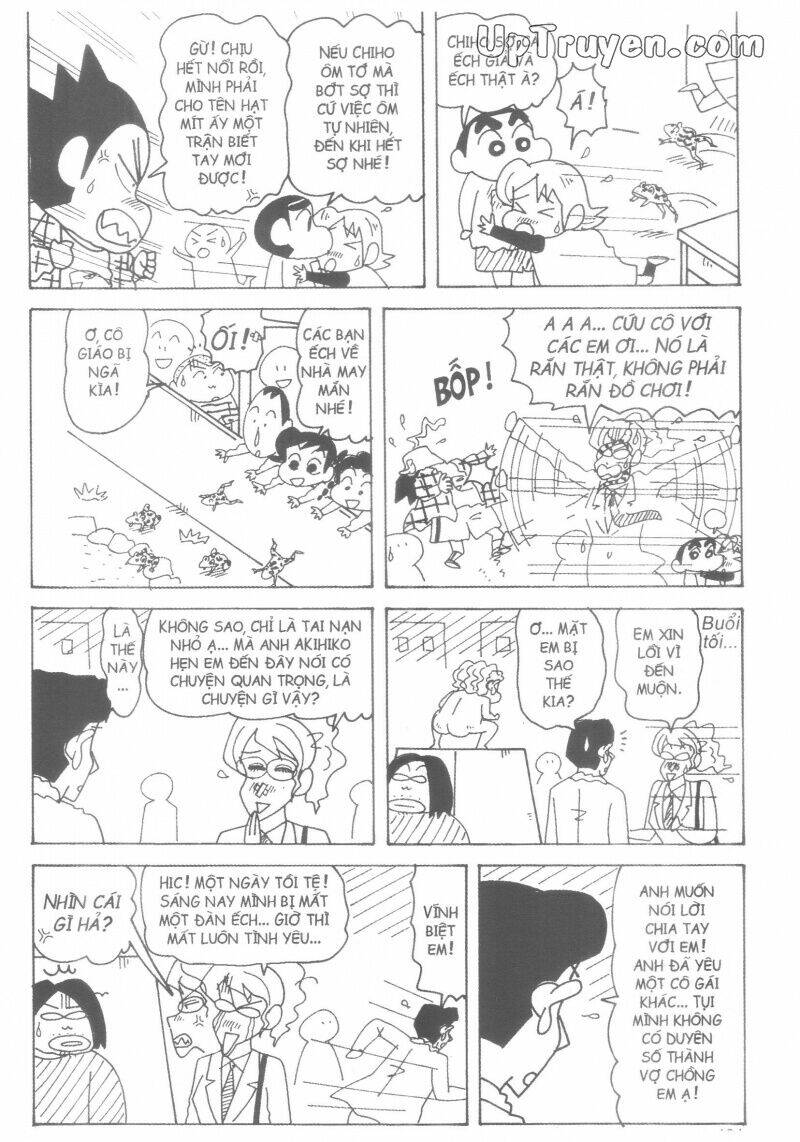 UpTruyen.com
CHIHO SỢ CẢ
ẾCH GIẢ VÀ
ẾCH THẬT À?
Á!
NẾU CHIHO
ÔM TỚ MÀ
BỚT SỢ THÌ
CỨ VIỆC ÔM
TỰ NHIÊN,
ĐẾN KHI HẾT
SỢ NHÉ!
GỪ! CHỊU
HẾT NỔI RỒI,
MÌNH PHẢI
CHO TÊN HẠT
MÍT ẤY MỘT
TRẬN BIẾT
TAY MỚI
ĐƯỢC!
A A A... CỨU CÔ VỚI
CÁC EM ƠI... NÓ LÀ
RẮN THẬT, KHÔNG PHẢI
RẮN ĐỒ CHƠI!
BỐP!
CÁC BẠN
ẾCH VỀ
NHÀ MAY
MẮN
NHÉ!
ỐI!
Ơ, CÔ
GIÁO BỊ
NGÃ
KÌA!
Buổi
tối...
EM XIN
LỖI VÌ
ĐẾN
MUỘN.
Ơ... MẶT
EM BỊ
SAO
THẾ
KIA?
KHÔNG SAO, CHỈ LÀ TAI NẠN
NHỎ Ạ... MÀ ANH AKIHIKO
HẸN EM ĐẾN ĐÂY NÓI CÓ
CHUYỆN QUAN TRỌNG, LÀ
CHUYỆN GÌ VẬY?
LÀ
THẾ
NÀY
...
ANH MUỐN
NÓI LỜI
CHIA TAY
VỚI EM!
ANH ĐÃ YÊU
MỘT CÔ GÁI
KHÁC... TỤI
MÌNH KHÔNG
CÓ DUYÊN
SỐ THÀNH
VỢ CHỒNG
EM Ạ!
VĨNH
BIỆT
EM!
HIC! MỘT NGÀY TỒI TỆ!
SÁNG NAY MÌNH BỊ MẤT
MỘT ĐÀN ẾCH... GIỜ THÌ
MẤT LUÔN TÌNH YÊU...
NHÌN CÁI
GÌ HẢ?